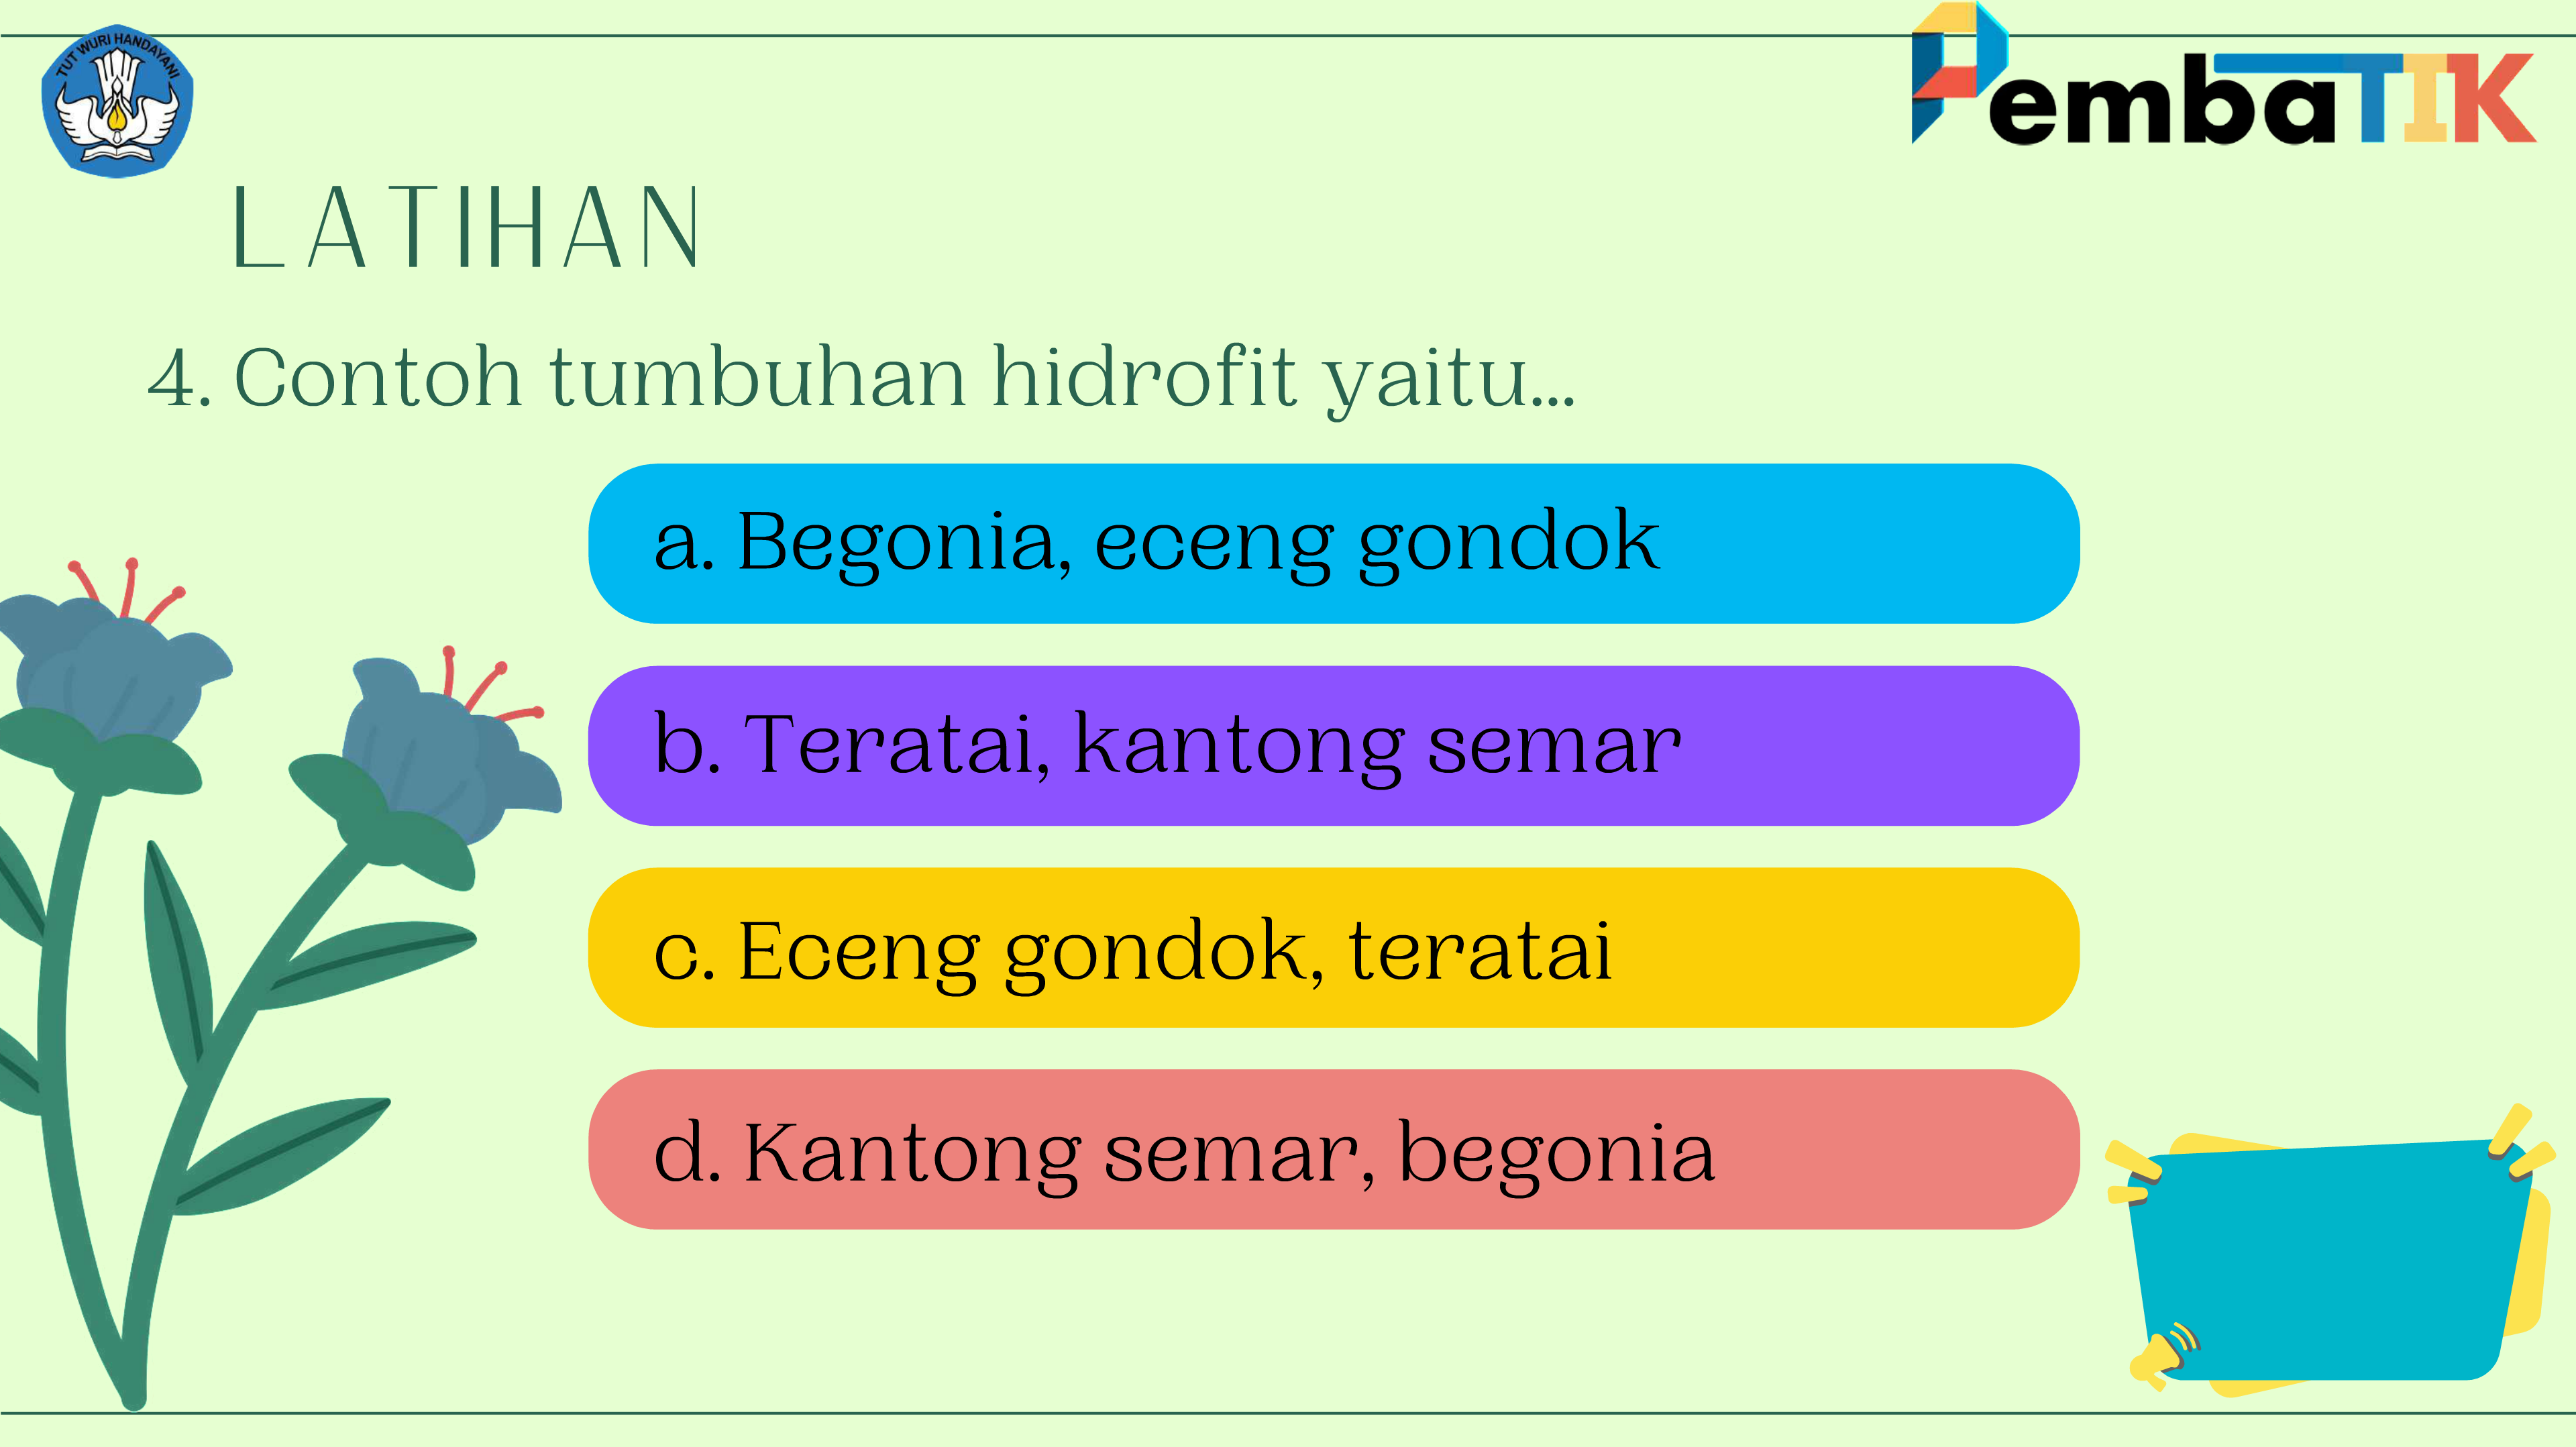 TUT WURI HANDAYANI
PembaTIK
LATIHAN
4. Contoh tumbuhan hidrofit yaitu...
a. Begonia, eceng gondok
b. Teratai, kantong semar
c. Eceng gondok, teratai
d. Kantong semar, begonia